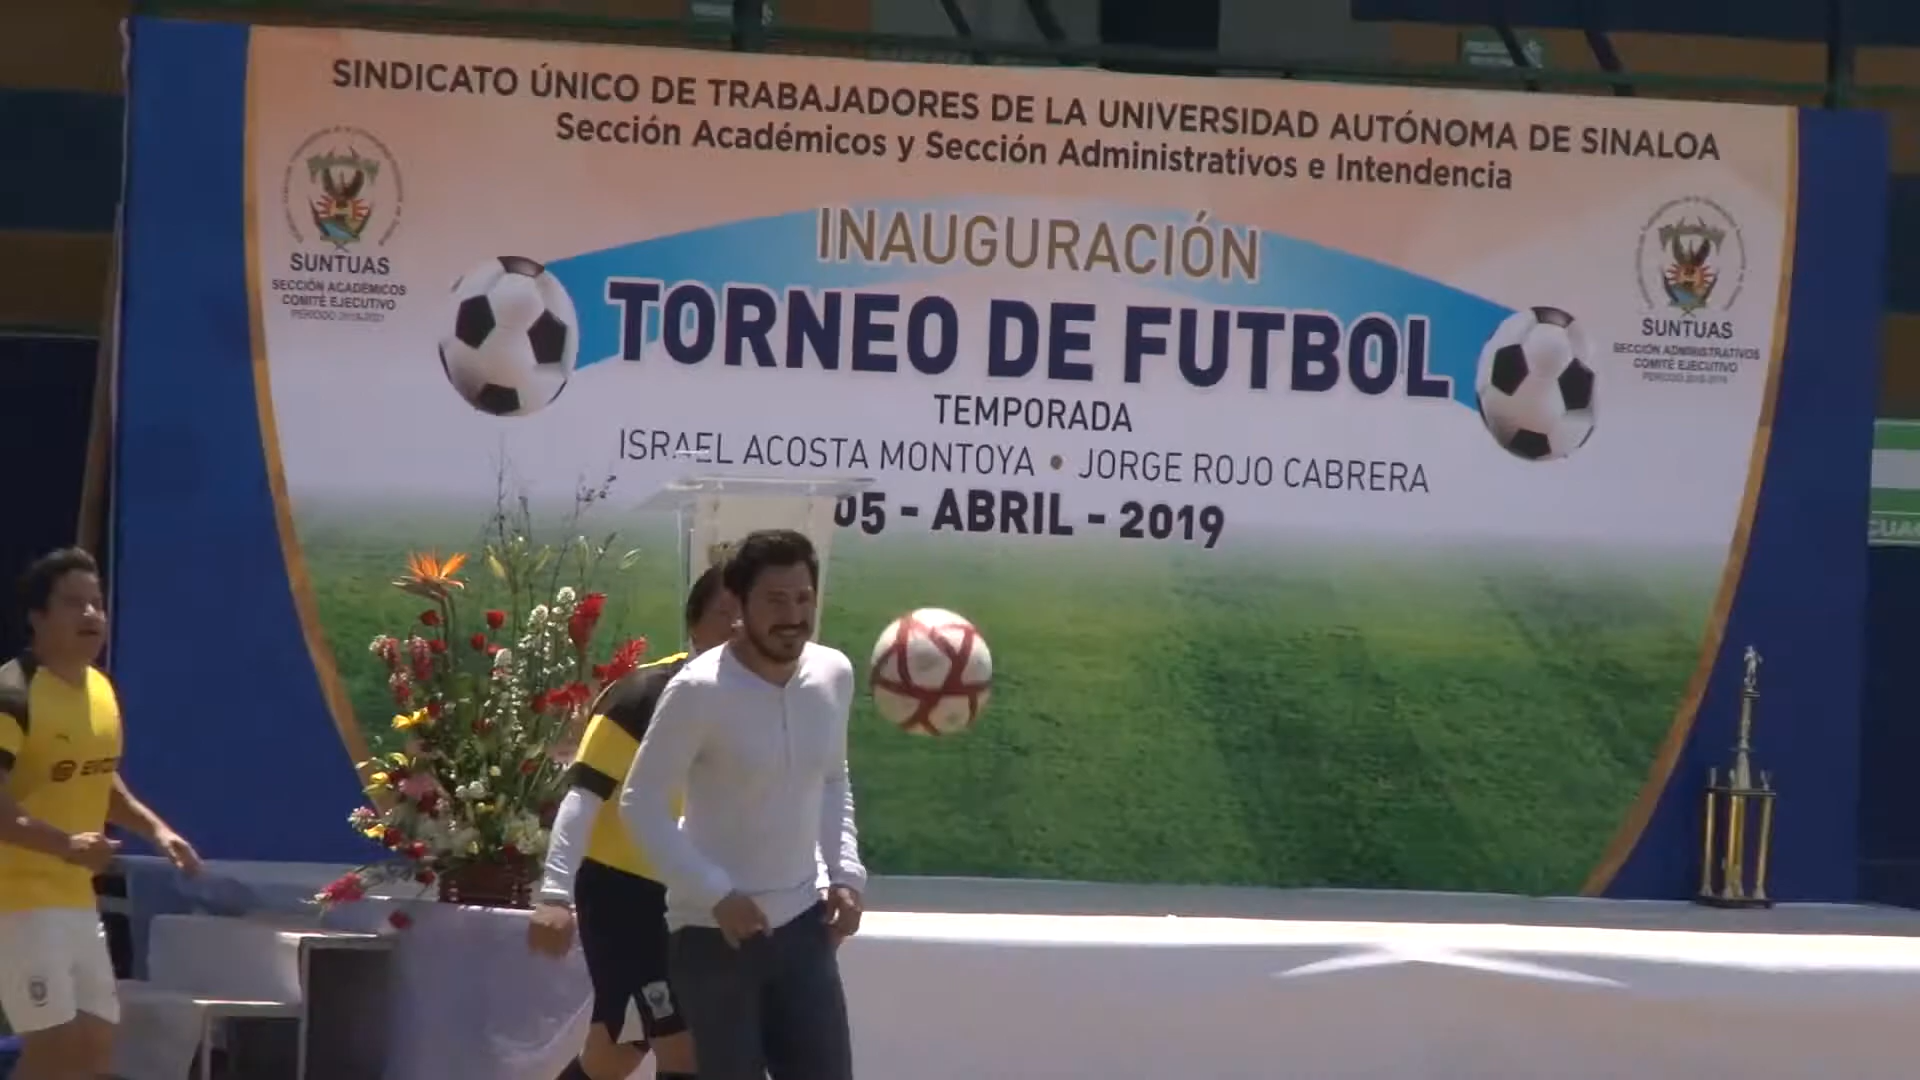 SINDICATO ÚNICO DE TRABAJADORES DE LA UNIVERSIDAD AUTÓNOMA DE SINALOA
Sección Académicos y Sección Administrativos e Intendencia
INAUGURACIÓN
TORNEO DE FUTBOL
TEMPORADA
ISRAEL ACOSTA MONTOYA • JORGE ROJO CABRERA
05 - ABRIL - 2019
SUNTUAS
SECCIÓN ACADÉMICOS
COMITÉ EJECUTIVO
SUNTUAS
SECCIÓN ADMINISTRATIVOS
COMITÉ EJECUTIVO